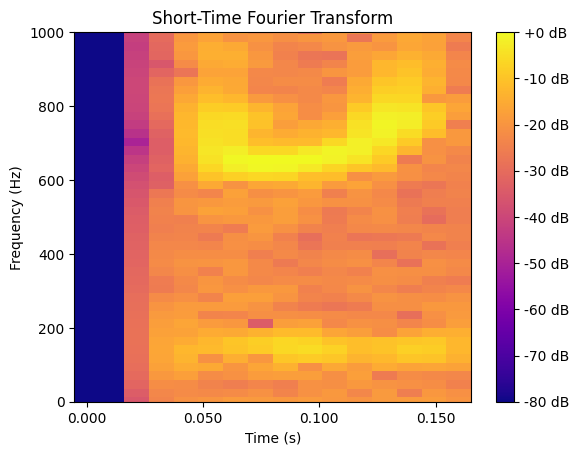 Short-Time Fourier Transform
1000
800
600
400
200
0
Frequency (Hz)
0.000
0.050
0.100
0.150
Time (s)
+0 dB
-10 dB
-20 dB
-30 dB
-40 dB
-50 dB
-60 dB
-70 dB
-80 dB